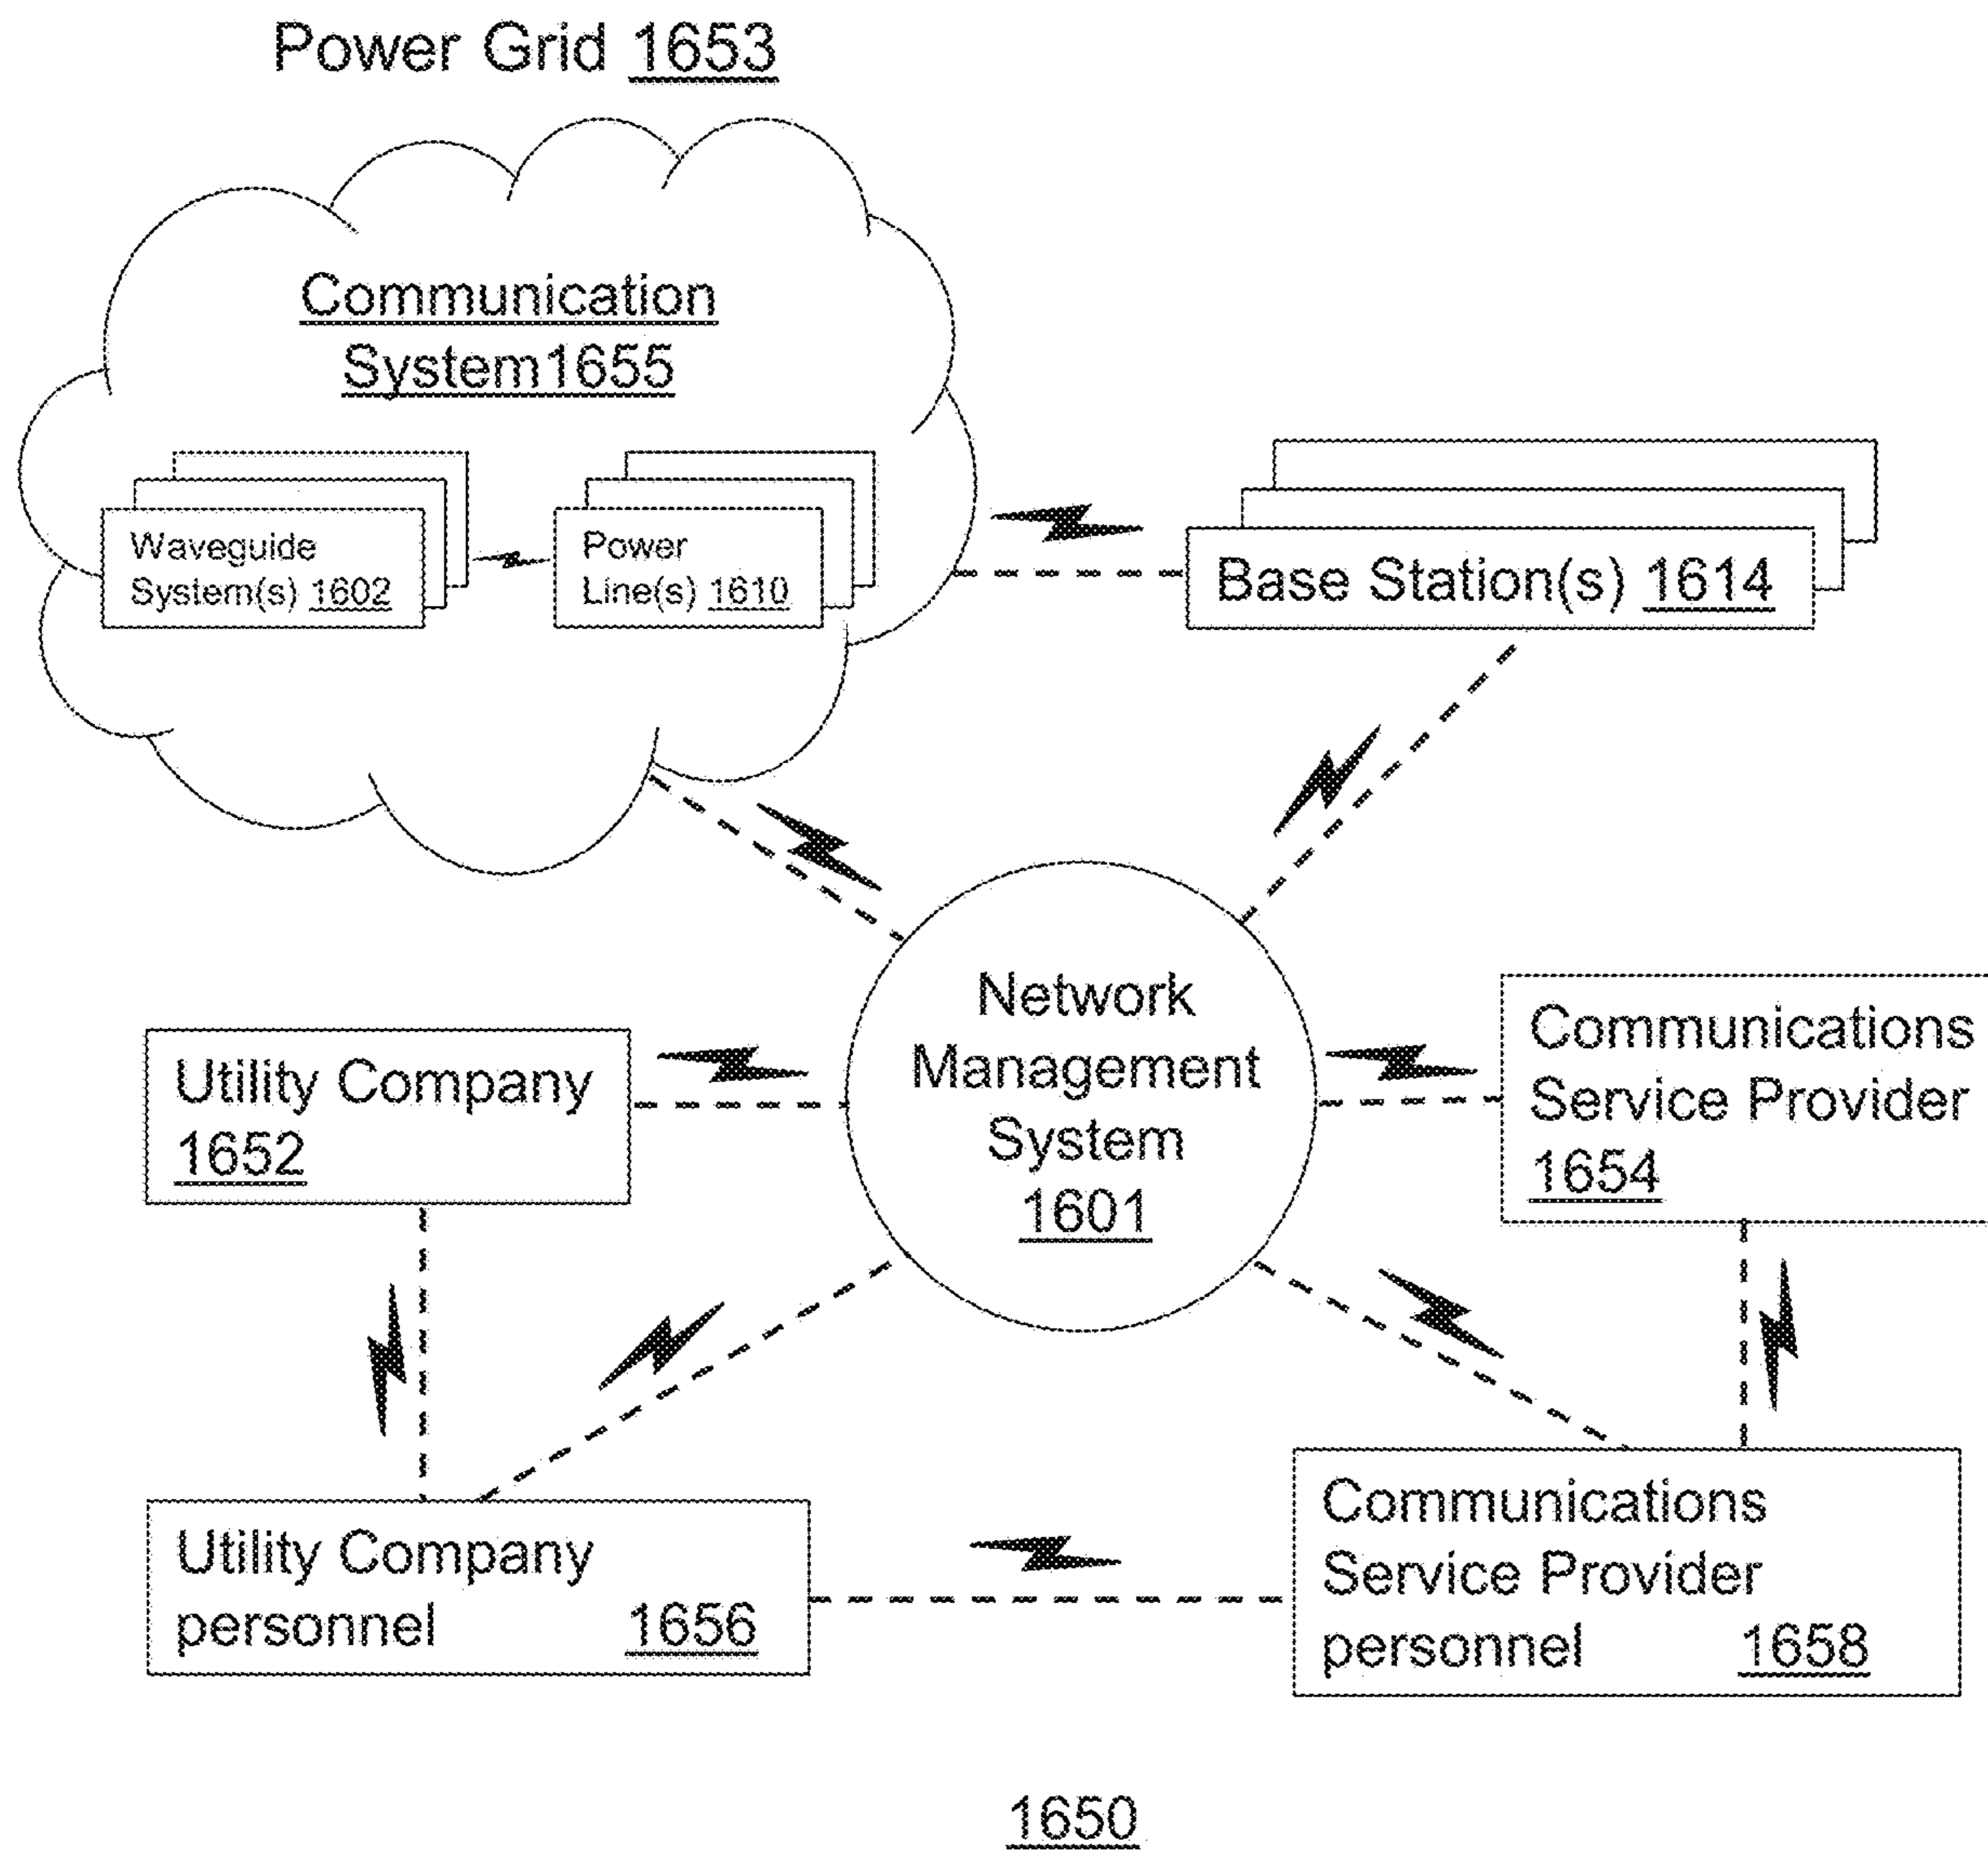 Power Grid 1653
Communication
System1655
Waveguide
System(s) 1602
Power
Line(s) 1610
Base Station(s) 1614
Network
Management
System
1601
Utility Company
1652
Communications
Service Provider
1654
Utility Company
personnel 1656
Communications
Service Provider
personnel 1658
1650